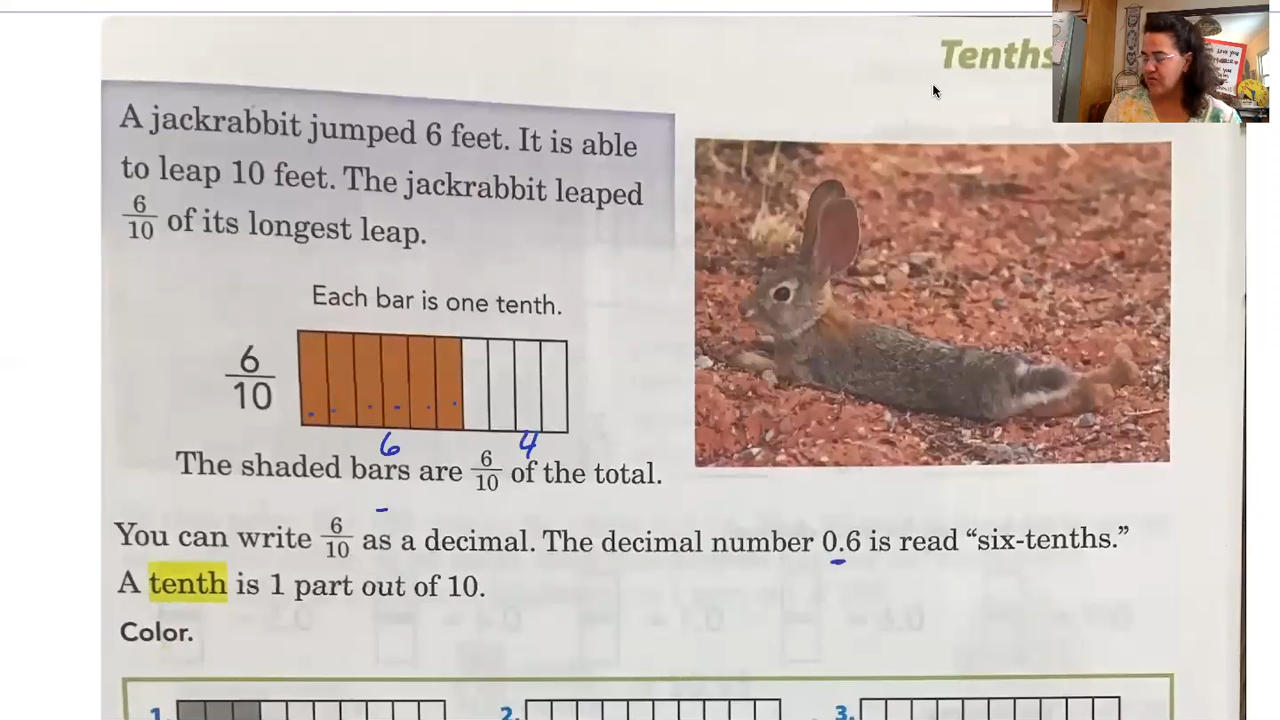 Tenths
A jackrabbit jumped 6 feet. It is able
to leap 10 feet. The jackrabbit leaped
6/10 of its longest leap.
Each bar is one tenth.
6/10
6 4
The shaded bars are 6/10 of the total.
You can write 6/10 as a decimal. The decimal number 0.6 is read “six-tenths.”
A tenth is 1 part out of 10.
Color.
1. 2. 3.